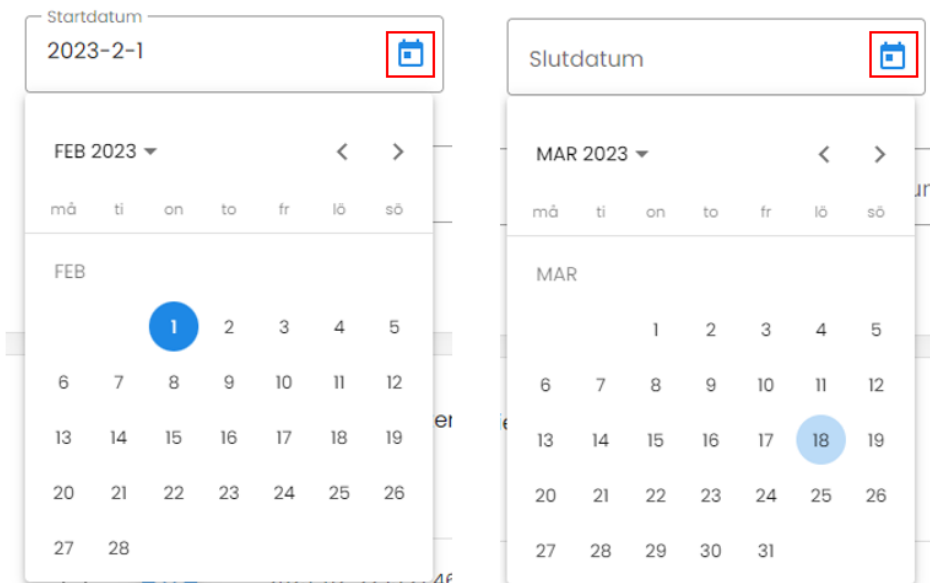 Startdatum
2023-2-1
FEB 2023
må ti on to fr lö sö
FEB
1 2 3 4 5
6 7 8 9 10 11 12
13 14 15 16 17 18 19
20 21 22 23 24 25 26
27 28
er
Slutdatum
MAR 2023
må ti on to fr lö sö
MAR
1 2 3 4 5
6 7 8 9 10 11 12
13 14 15 16 17 18 19
20 21 22 23 24 25 26
27 28 29 30 31